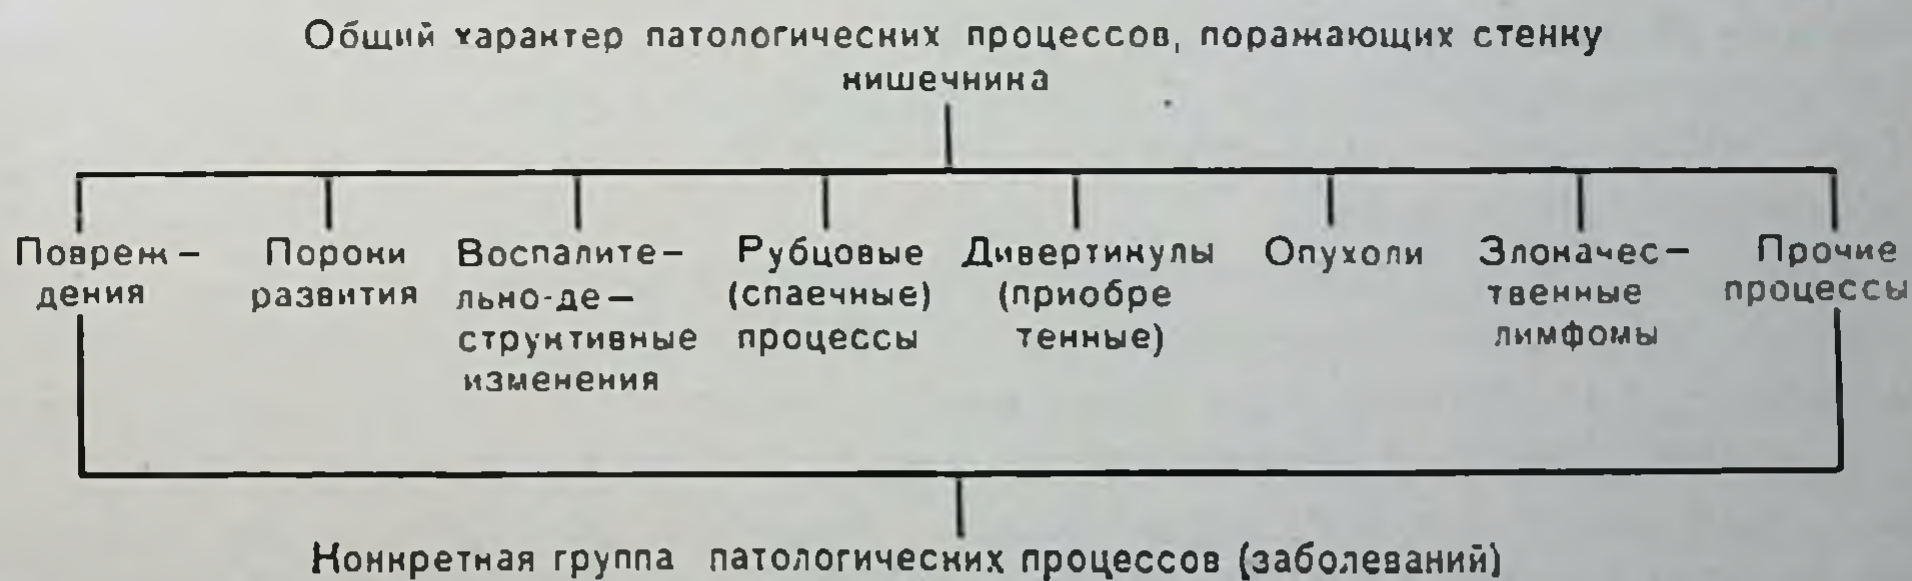 Общий характер патологических процессов, поражающих стенку
кишечника
Повреж–
дения
Пороки
развития
Воспалите–
льно-де–
структивные
изменения
Рубцовые
(спаечные)
процессы
Дивертикулы
(приобре
тенные)
Опухоли
Злокачес–
твенные
лимфомы
Прочие
процессы
Конкретная группа патологических процессов (заболеваний)